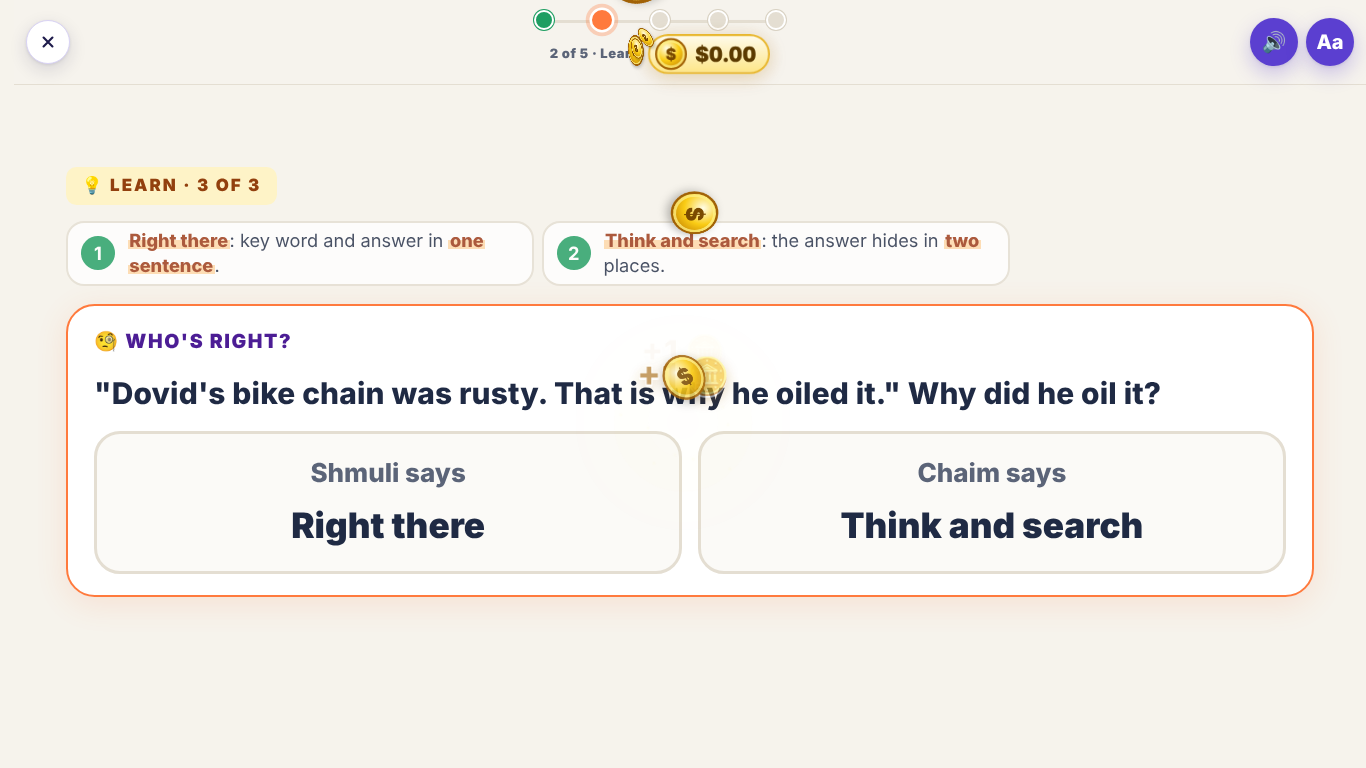 2 of 5 · Lear
$ $0.00
Aa
LEARN · 3 OF 3
1 Right there: key word and answer in one
sentence.
2 Think and search: the answer hides in two
places.
WHO'S RIGHT?
"Dovid's bike chain was rusty. That is why he oiled it." Why did he oil it?
Shmuli says
Right there
Chaim says
Think and search